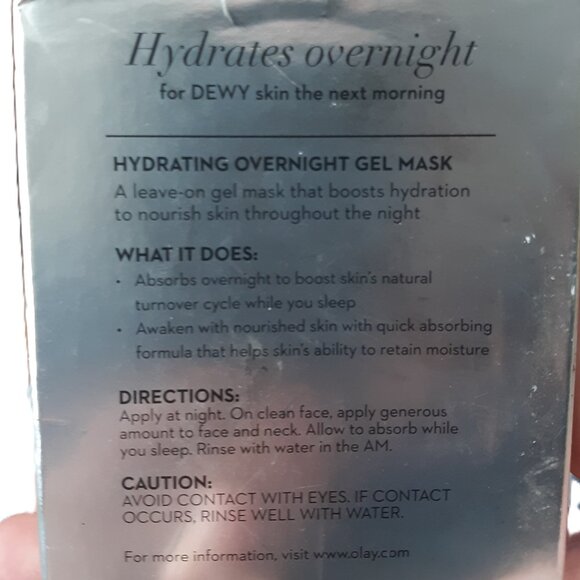 Hydrates overnight
for DEWY skin the next morning
HYDRATING OVERNIGHT GEL MASK
A leave-on gel mask that boosts hydration
to nourish skin throughout the night
WHAT IT DOES:
• Absorbs overnight to boost skin's natural
turnover cycle while you sleep
• Awaken with nourished skin with quick absorbing
formula that helps skin's ability to retain moisture
DIRECTIONS:
Apply at night. On clean face, apply generous
amount to face and neck. Allow to absorb while
you sleep. Rinse with water in the AM.
CAUTION:
AVOID CONTACT WITH EYES. IF CONTACT
OCCURS, RINSE WELL WITH WATER.
For more information, visit www.olay.com